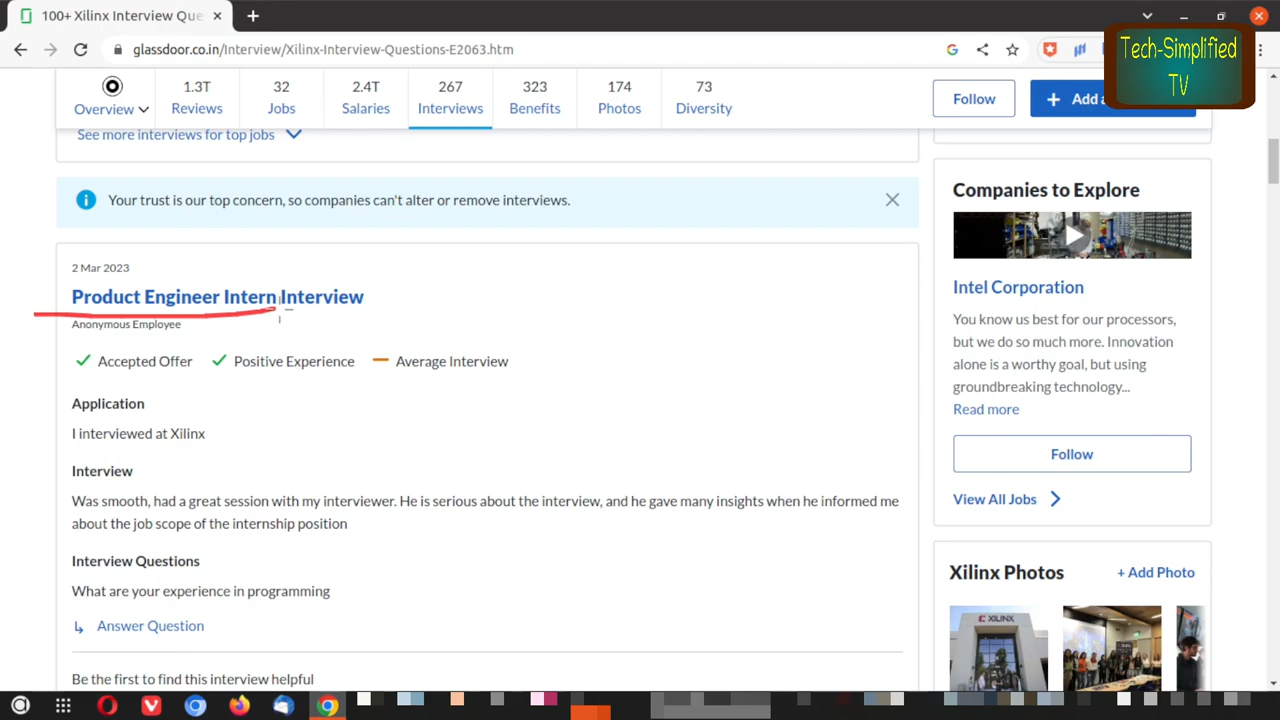 100+ Xilinx Interview Que
glassdoor.co.in/Interview/Xilinx-Interview-Questions-E2063.htm
Tech-Simplified
TV
Overview
1.3T
Reviews
32
Jobs
2.4T
Salaries
267
Interviews
323
Benefits
174
Photos
73
Diversity
Follow
+ Add a
See more interviews for top jobs
Your trust is our top concern, so companies can't alter or remove interviews.
2 Mar 2023
Product Engineer Intern Interview
Anonymous Employee
Accepted Offer
Positive Experience
Average Interview
Application
I interviewed at Xilinx
Interview
Was smooth, had a great session with my interviewer. He is serious about the interview, and he gave many insights when he informed me
about the job scope of the internship position
Interview Questions
What are your experience in programming
Answer Question
Be the first to find this interview helpful
Companies to Explore
Intel Corporation
You know us best for our processors,
but we do so much more. Innovation
alone is a worthy goal, but using
groundbreaking technology...
Read more
Follow
View All Jobs
Xilinx Photos
+ Add Photo
XILINX